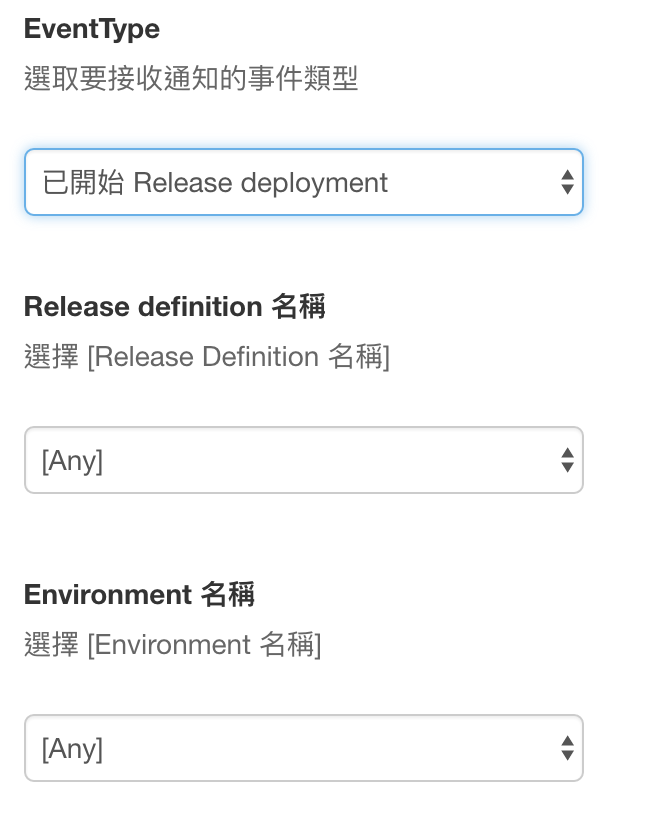 EventType
選取要接收通知的事件類型
已開始 Release deployment
Release definition 名稱
選擇 [Release Definition 名稱]
[Any]
Environment 名稱
選擇 [Environment 名稱]
[Any]